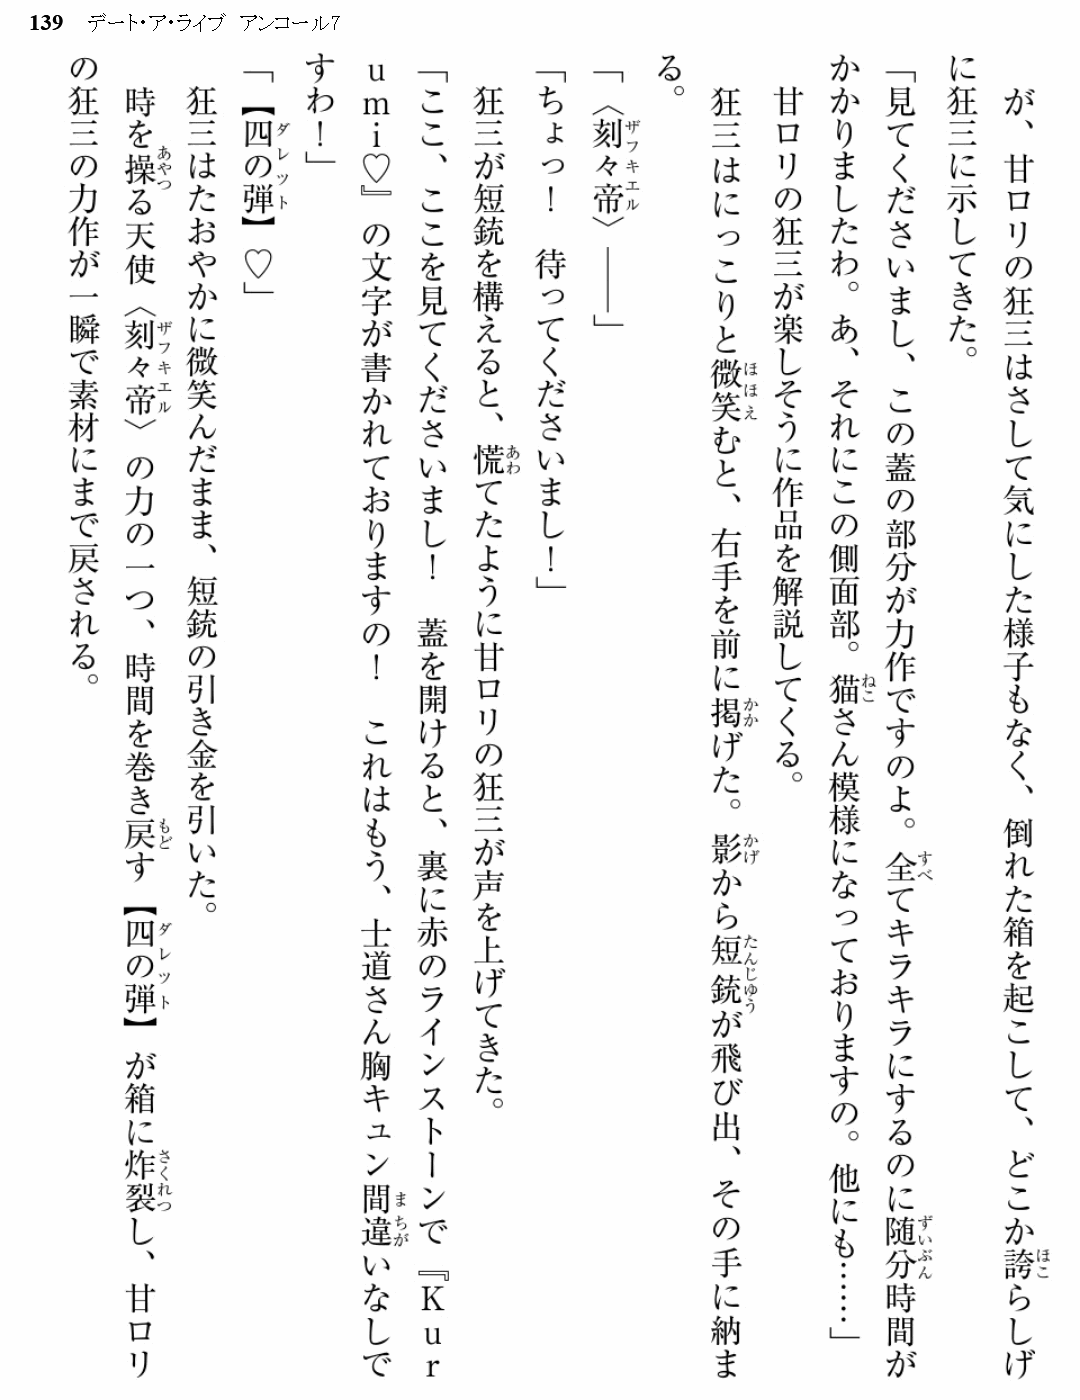 139 デート・ア・ライブ アンコール7
が、甘ロリの狂三はさして気にした様子もなく、倒れた箱を起こして、どこか誇らしげ
に狂三に示してきた。
「見てくださいまし、この蓋の部分が力作ですのよ。全てキラキラにするのに随分時間が
かかりましたわ。あ、それにこの側面部。猫さん模様になっておりますの。他にも……」
甘ロリの狂三が楽しそうに作品を解説してくる。
狂三はにっこりと微笑むと、右手を前に掲げた。影から短銃が飛び出、その手に納ま
る。
「〈刻々帝〉――」
「ちょっ！　待ってくださいまし！」
狂三が短銃を構えると、慌てたように甘ロリの狂三が声を上げてきた。
「ここ、ここを見てくださいまし！　蓋を開けると、裏に赤のラインストーンで『Kur
umi♡』の文字が書かれておりますの！　これはもう、士道さん胸キュン間違いなしで
すわ！」
「【四の弾】♡」
狂三はたおやかに微笑んだまま、短銃の引き金を引いた。
時を操る天使〈刻々帝〉の力の一つ、時間を巻き戻す【四の弾】が箱に炸裂し、甘ロリ
の狂三の力作が一瞬で素材にまで戻される。